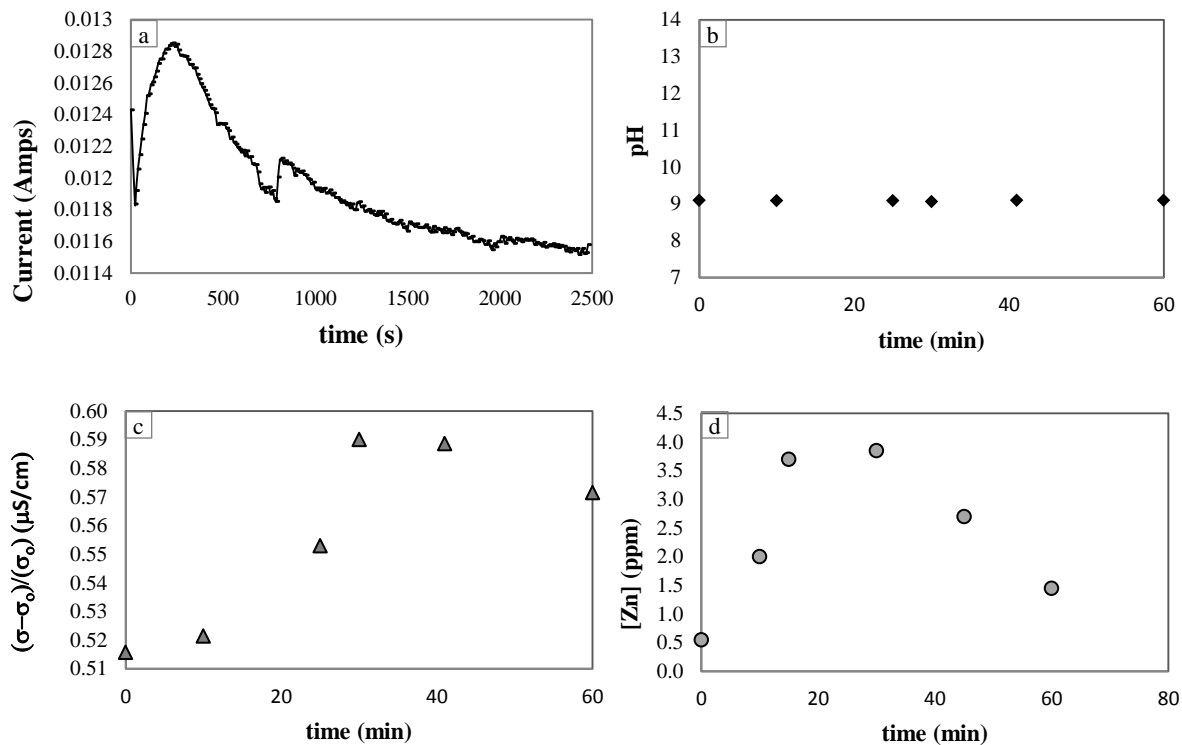 a
0.013
0.0128
0.0126
0.0124
0.0122
0.012
0.0118
0.0116
0.0114
Current (Amps)
0 500 1000 1500 2000 2500
time (s)
b
14
13
12
11
10
9
8
7
pH
0 20 40 60
time (min)
c
0.60
0.59
0.58
0.57
0.56
0.55
0.54
0.53
0.52
0.51
(σ−σo)/(σo) (μS/cm)
0 20 40 60
time (min)
d
4.5
4.0
3.5
3.0
2.5
2.0
1.5
1.0
0.5
0.0
[Zn] (ppm)
0 20 40 60 80
time (min)